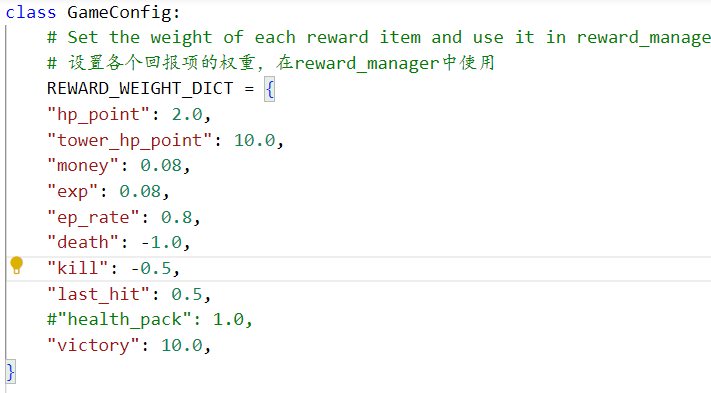 class GameConfig:
# Set the weight of each reward item and use it in reward_manage
# 设置各个回报项的权重，在reward_manager中使用
REWARD_WEIGHT_DICT = {
"hp_point": 2.0,
"tower_hp_point": 10.0,
"money": 0.08,
"exp": 0.08,
"ep_rate": 0.8,
"death": -1.0,
"kill": -0.5,
"last_hit": 0.5,
#"health_pack": 1.0,
"victory": 10.0,
}